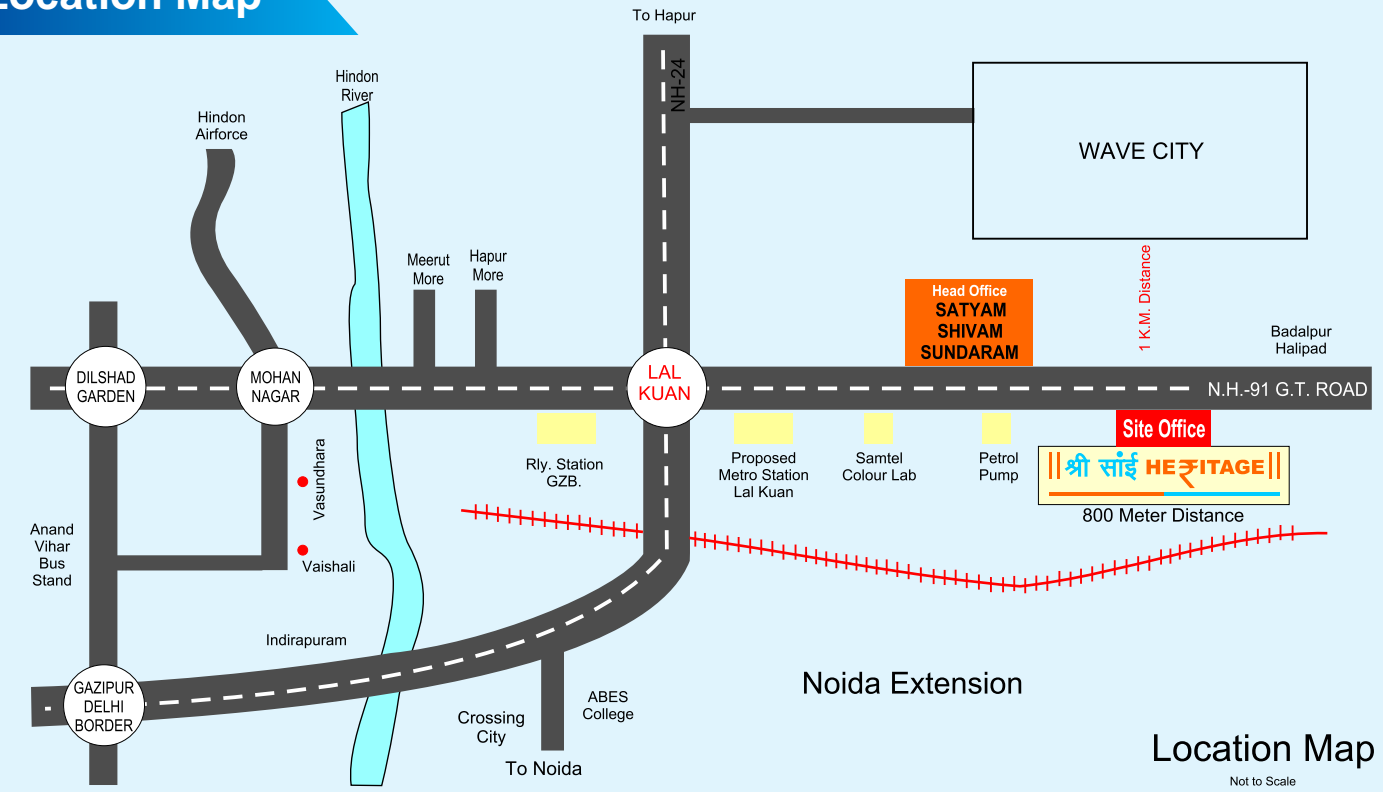 Location Map
To Hapur
NH-24
Hindon
River
Hindon
Airforce
WAVE CITY
Meerut
More
Hapur
More
1 K.M. Distance
Head Office
SATYAM
SHIVAM
SUNDARAM
Badalpur
Halipad
DILSHAD
GARDEN
MOHAN
NAGAR
LAL
KUAN
N.H.-91 G.T. ROAD
Site Office
श्री सांई HERITAGE
800 Meter Distance
Rly. Station
GZB.
Proposed
Metro Station
Lal Kuan
Samtel
Colour Lab
Petrol
Pump
Vasundhara
Vaishali
Anand
Vihar
Bus
Stand
Indirapuram
GAZIPUR
DELHI
BORDER
Crossing
City
ABES
College
To Noida
Noida Extension
Location Map
Not to Scale